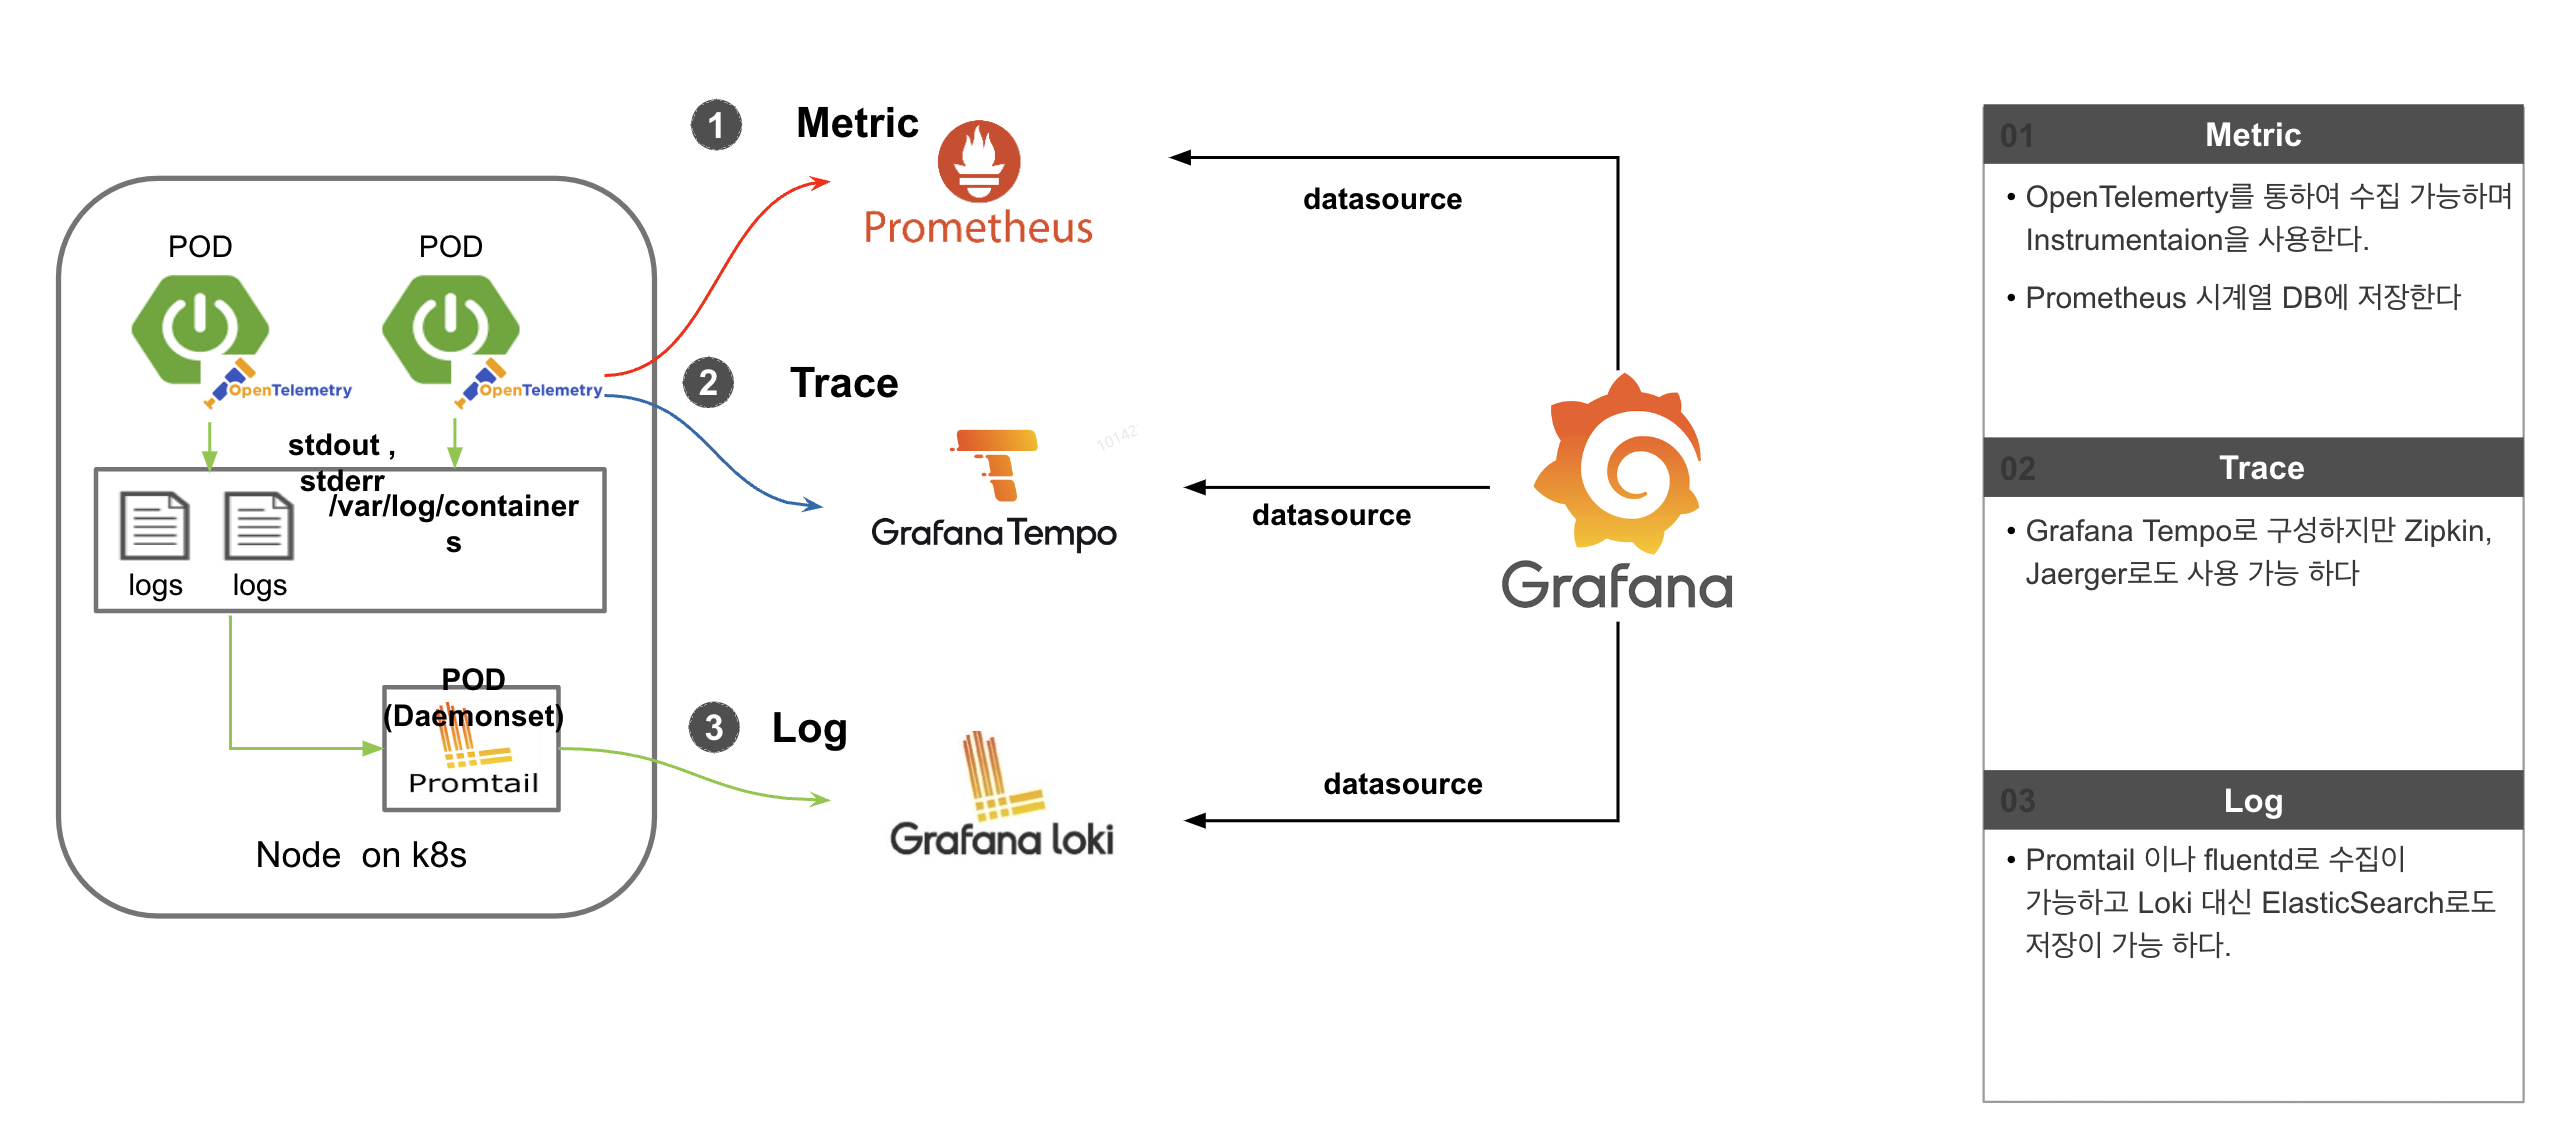 1
Metric
Prometheus
datasource
POD
POD
OpenTelemetry
OpenTelemetry
2
Trace
10142
Grafana Tempo
datasource
Grafana
stdout ,
stderr
/var/log/container
s
logs
logs
POD
(Daemonset)
Promtail
3
Log
Grafana loki
datasource
Node on k8s
01
Metric
• OpenTelemerty를 통하여 수집 가능하며
Instrumentaion을 사용한다.
• Prometheus 시계열 DB에 저장한다
02
Trace
• Grafana Tempo로 구성하지만 Zipkin,
Jaerger로도 사용 가능 하다
03
Log
• Promtail 이나 fluentd로 수집이
가능하고 Loki 대신 ElasticSearch로도
저장이 가능 하다.